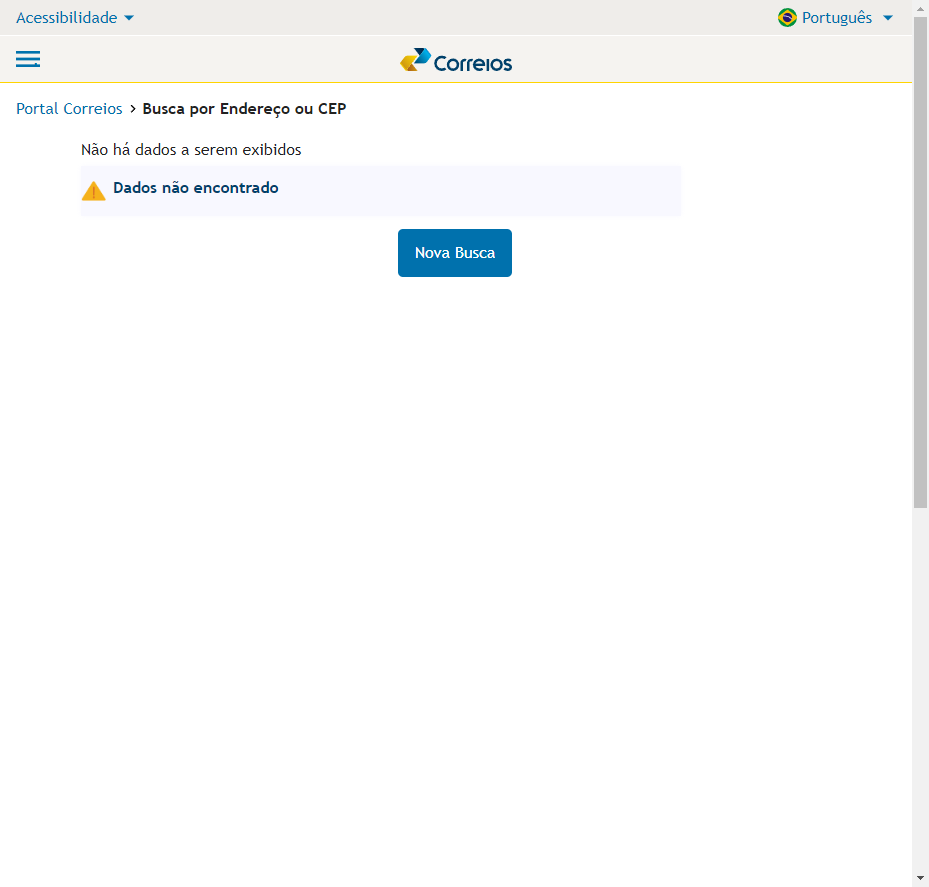 Acessibilidade
Português
Correios
Portal Correios > Busca por Endereço ou CEP
Não há dados a serem exibidos
Dados não encontrado
Nova Busca